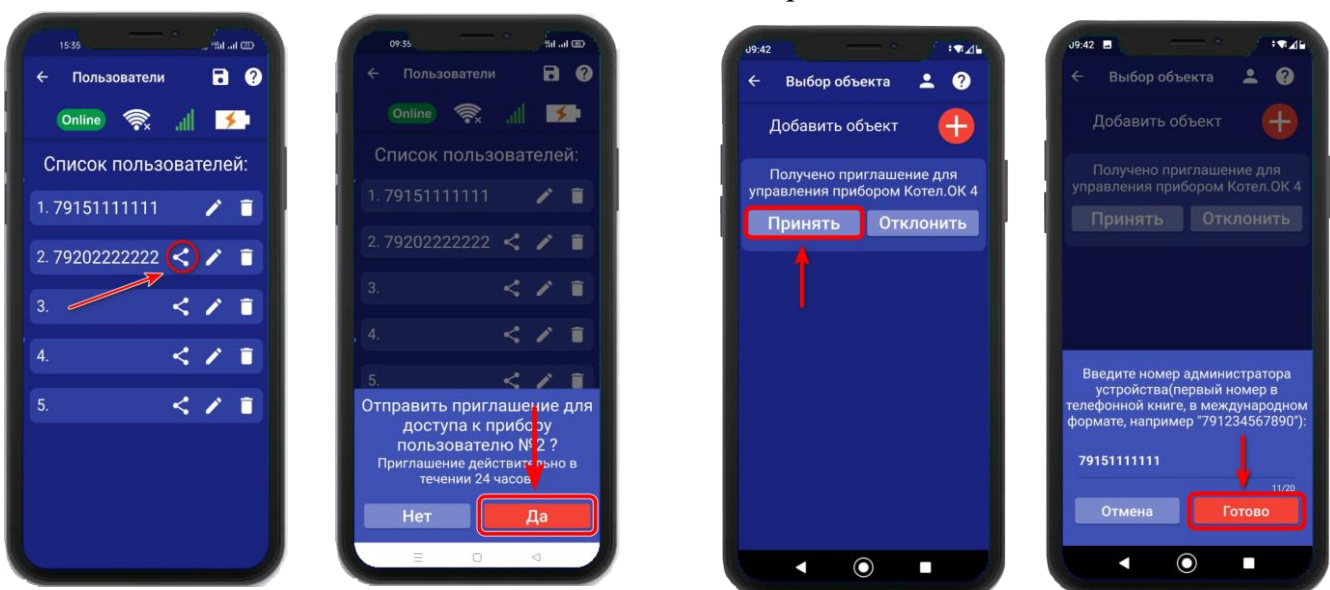 15:35
Пользователи
Online
Список пользователей:
1. 79151111111
2. 79202222222
3.
4.
5.
09:35
Пользователи
Online
Список пользователей:
1. 79151111111
2. 79202222222
3.
4.
5.
Отправить приглашение для
доступа к прибору
пользователю №2 ?
Приглашение действительно в
течении 24 часов
Нет
Да
09:42
Выбор объекта
Добавить объект
Получено приглашение для
управления прибором Котел.ОК 4
Принять
Отклонить
09:42
Выбор объекта
Добавить объект
Получено приглашение для
управления прибором Котел.ОК 4
Принять
Отклонить
Введите номер администратора
устройства(первый номер в
телефонной книге, в международном
формате, например "791234567890"):
79151111111
11/20
Отмена
Готово